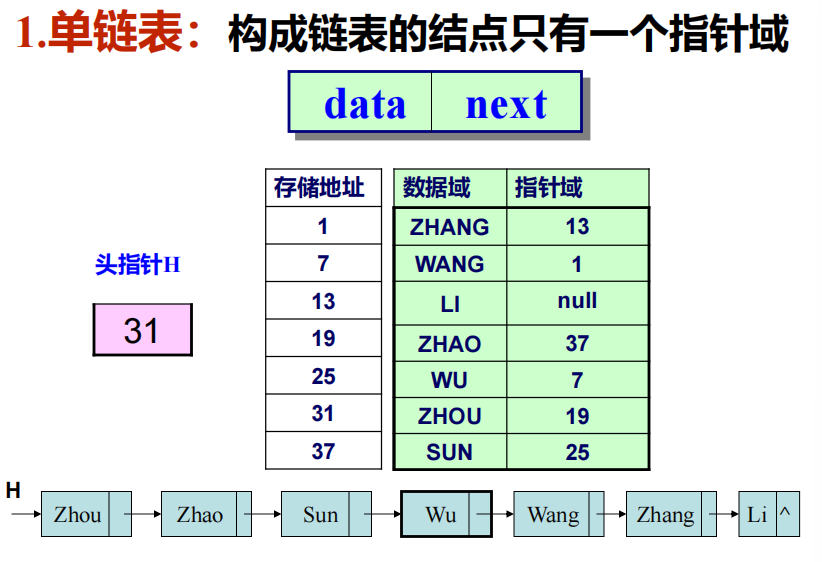 1.单链表：构成链表的结点只有一个指针域
data next
存储地址 数据域 指针域
1 ZHANG 13
头指针H 7 WANG 1
13 LI null
31 19 ZHAO 37
25 WU 7
31 ZHOU 19
37 SUN 25
H
Zhou Zhao Sun Wu Wang Zhang Li ^